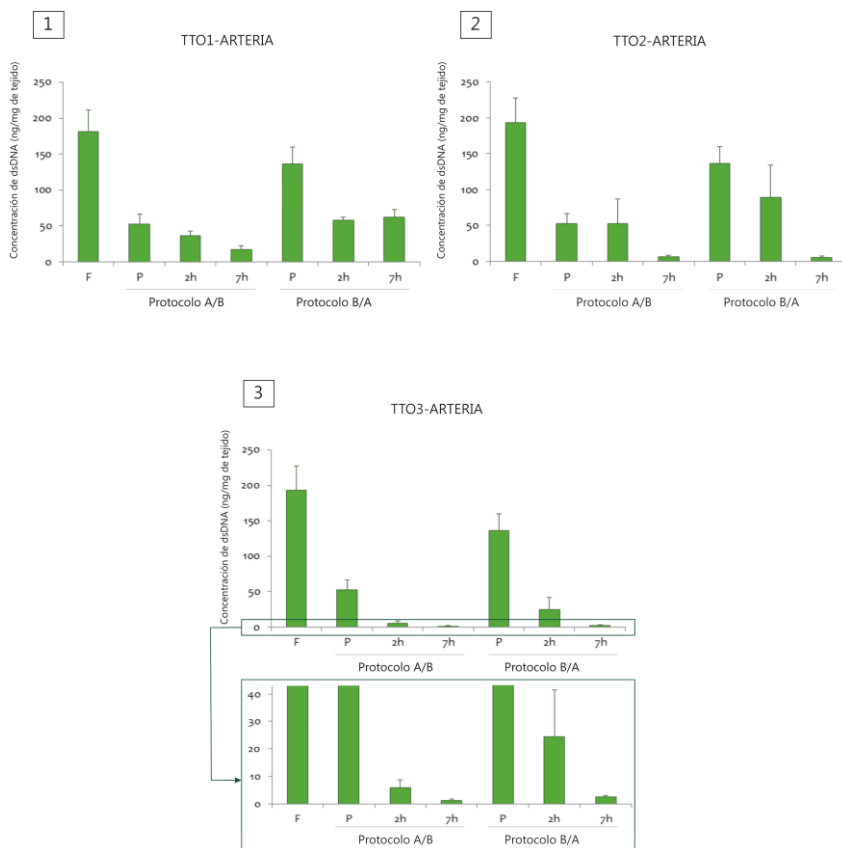 1
TTO1-ARTERIA
Concentración de dsDNA (ng/mg de tejido)
250
200
150
100
50
0
F P 2h 7h P 2h 7h
Protocolo A/B Protocolo B/A
2
TTO2-ARTERIA
Concentración de dsDNA (ng/mg de tejido)
250
200
150
100
50
0
F P 2h 7h P 2h 7h
Protocolo A/B Protocolo B/A
3
TTO3-ARTERIA
Concentración de dsDNA (ng/mg de tejido)
250
200
150
100
50
0
F P 2h 7h P 2h 7h
Protocolo A/B Protocolo B/A
40
30
20
10
0
F P 2h 7h P 2h 7h
Protocolo A/B Protocolo B/A